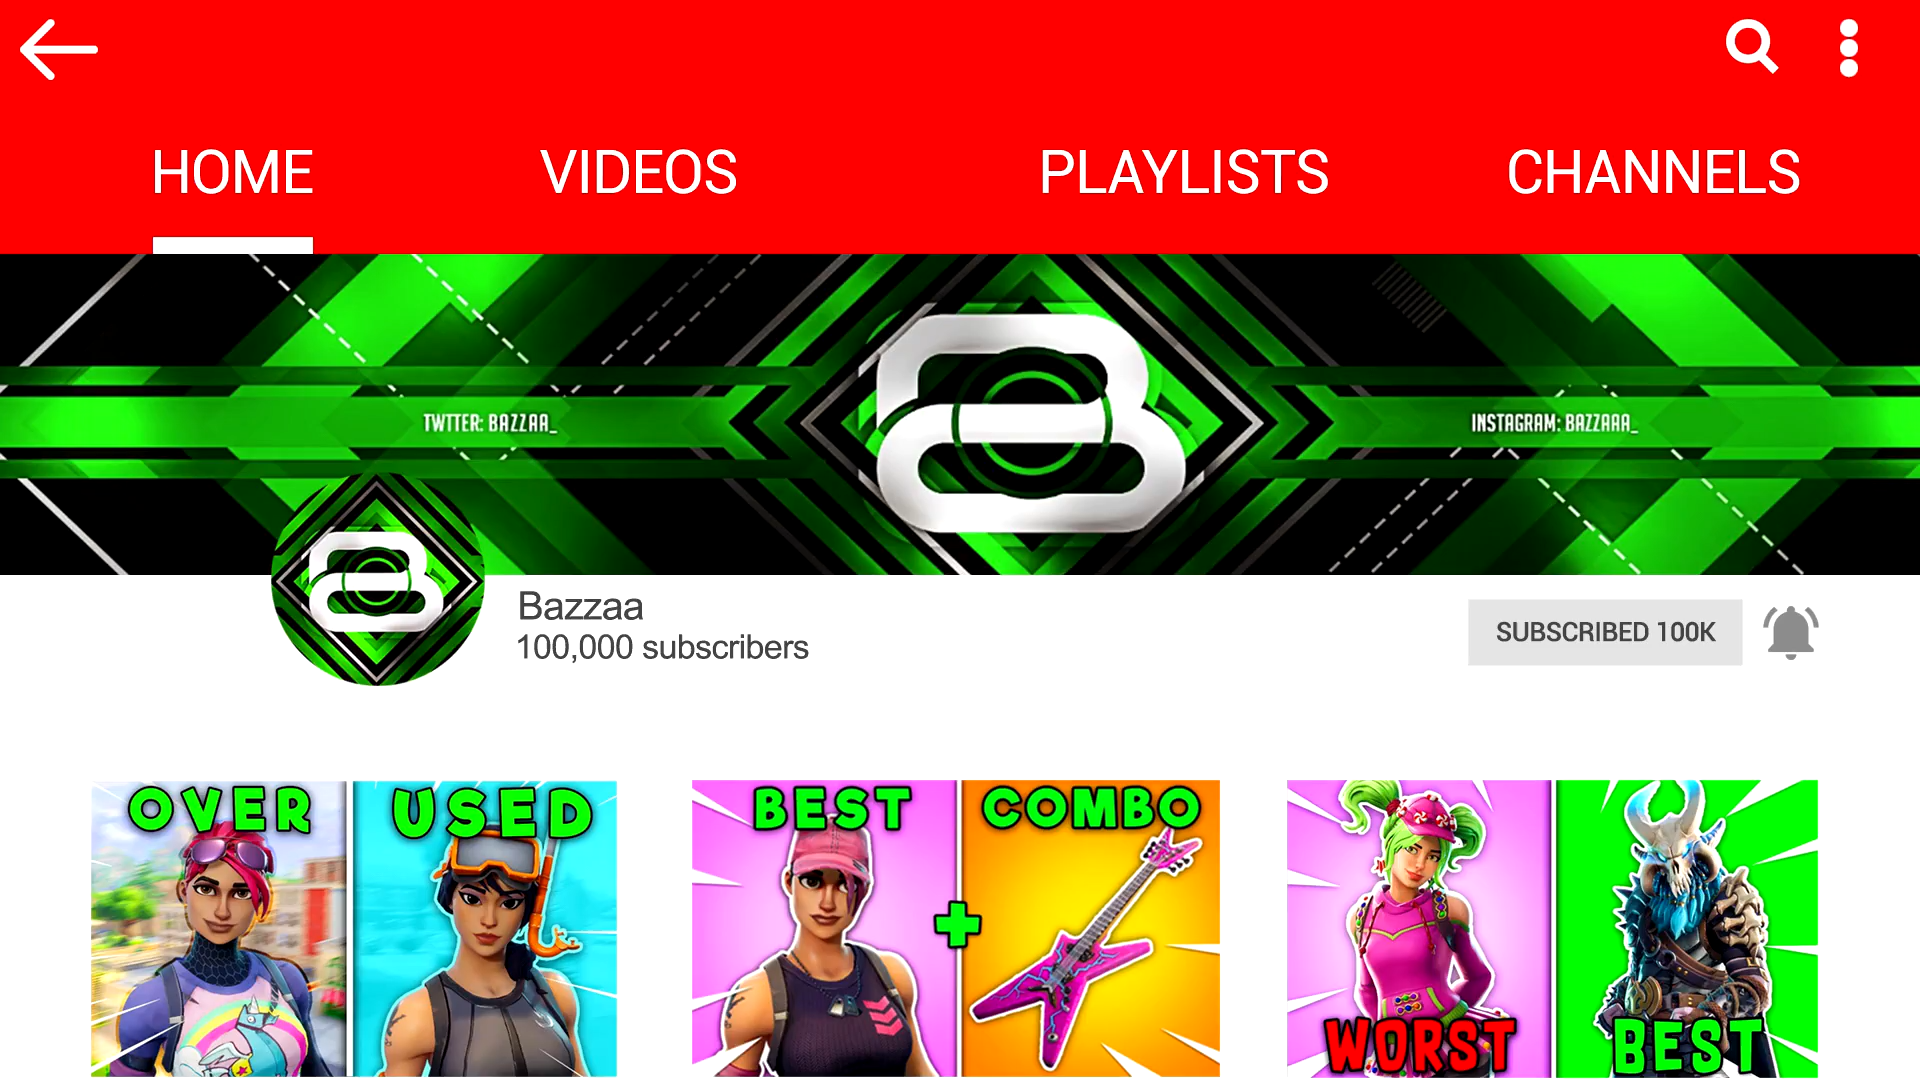 HOME VIDEOS PLAYLISTS CHANNELS
TWTTER: BAZZAA_
INSTAGRAM: BAZZAAA_
Bazzaa
100,000 subscribers
SUBSCRIBED 100K
OVER USED
BEST COMBO
+
WORST BEST